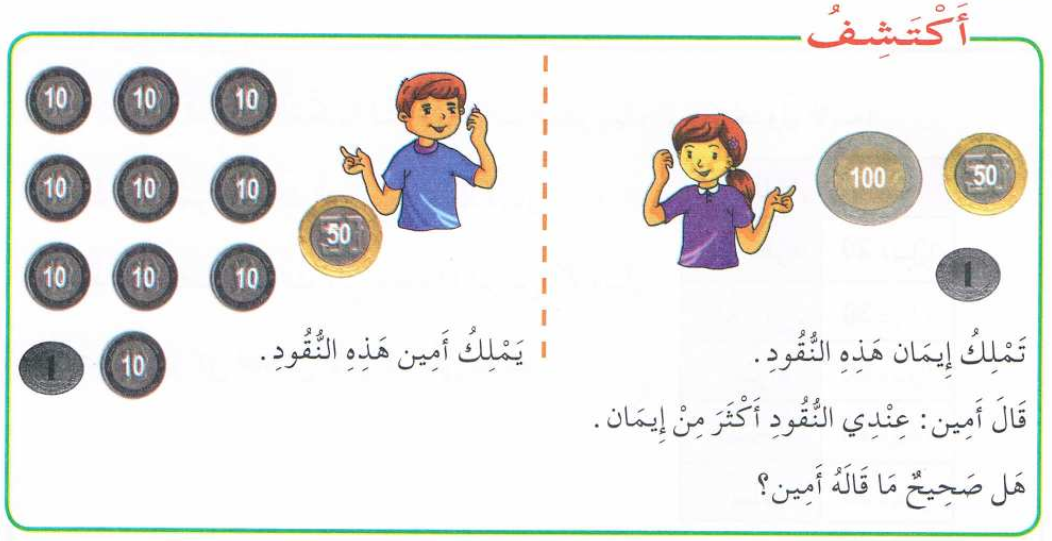 أَكْتَشِفُ
100 50
1
تَمْلِكُ إِيمَان هَذِهِ النُّقُودِ.
10 10 10
10 10 10
50
10 10 10
1 10
يَمْلِكُ أَمِين هَذِهِ النُّقُودِ.
قَالَ أَمِين: عِنْدِي النُّقُودِ أَكْثَرَ مِنْ إِيمَان.
هَل صَحِيحٌ مَا قَالَهُ أَمِين؟